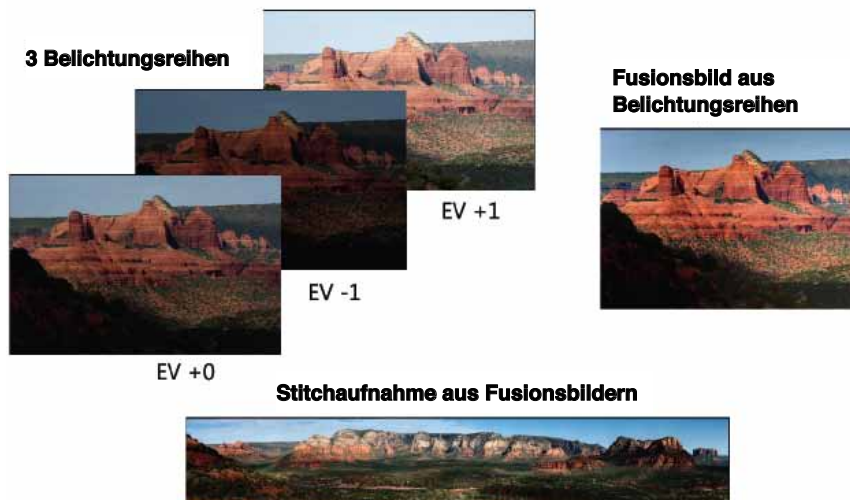 3 Belichtungsreihen
Fusionsbild aus
Belichtungsreihen
EV +1
EV -1
EV +0
Stitchaufnahme aus Fusionsbildern